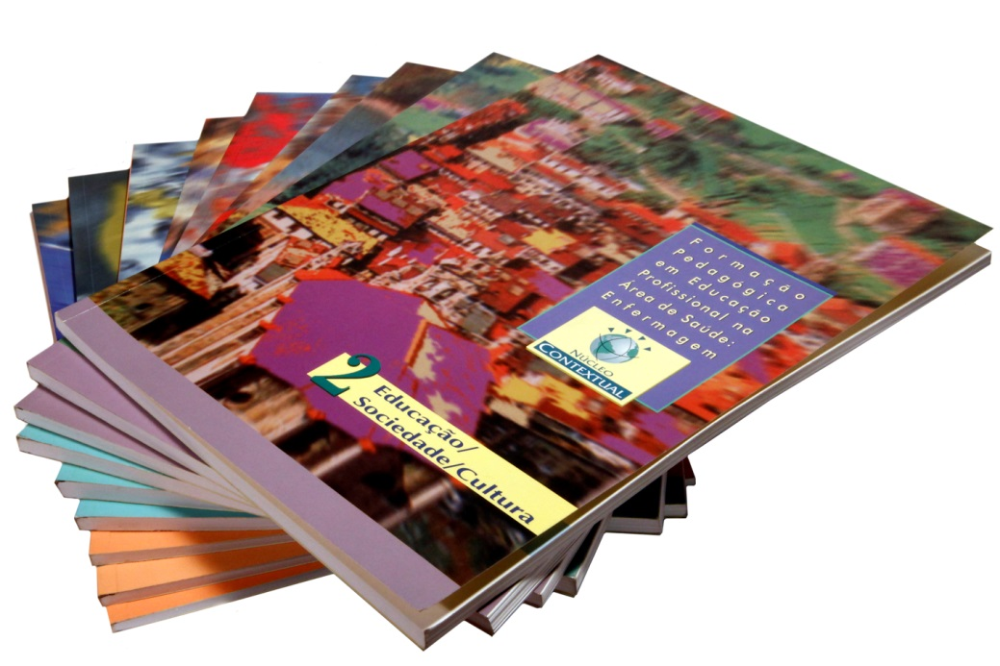 Formação
Pedagógica
em Educação
Profissional na
Área de Saúde:
Enfermagem
NÚCLEO
CONTEXTUAL
2
Educação/
Sociedade/Cultura